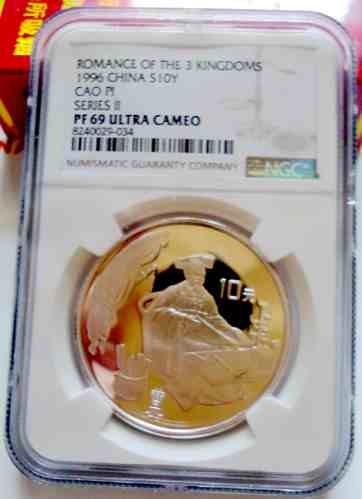 ROMANCE OF THE 3 KINGDOMS
1996 CHINA S10Y
CAO PI
SERIES II
PF 69 ULTRA CAMEO
8240029-034
NUMISMATIC GUARANTY COMPANY
NGC
10元